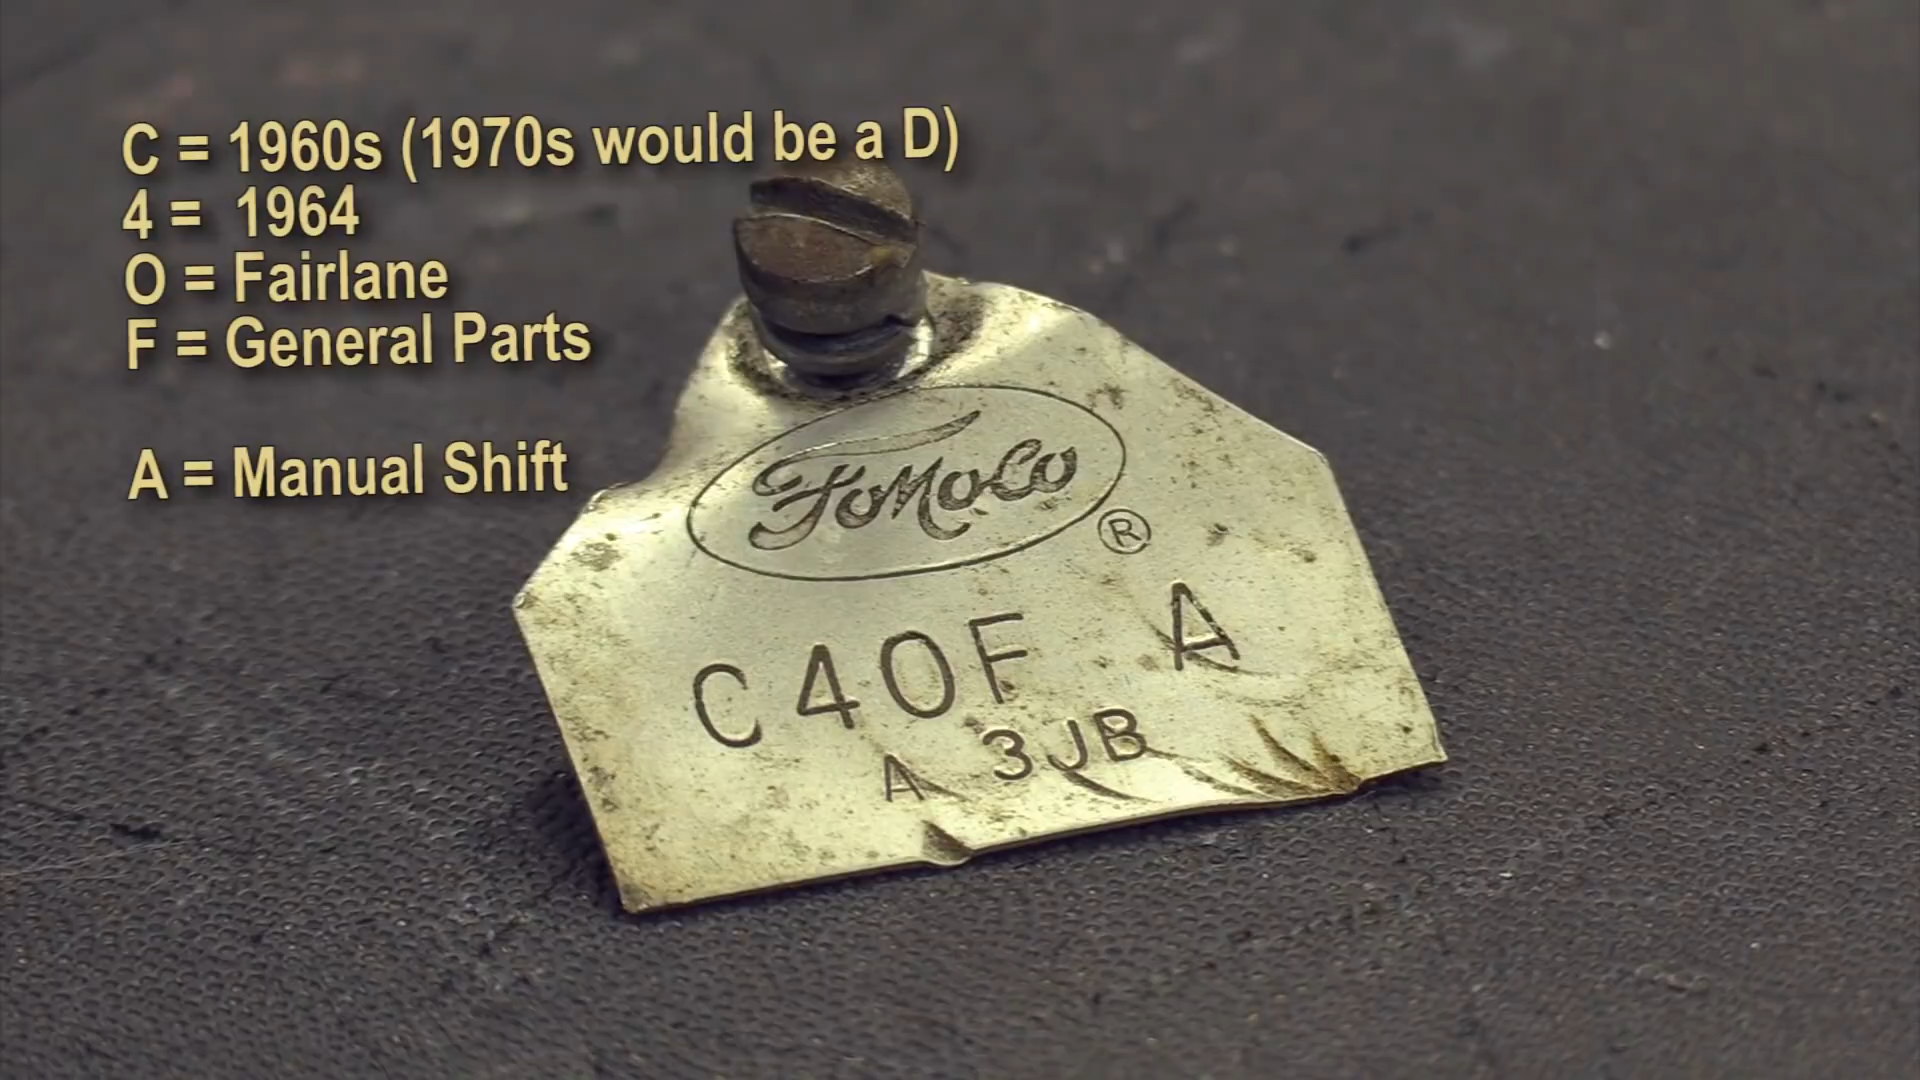 C = 1960s (1970s would be a D)
4 = 1964
O = Fairlane
F = General Parts
A = Manual Shift
FoMoCo ®
C4OF A
A 3JB